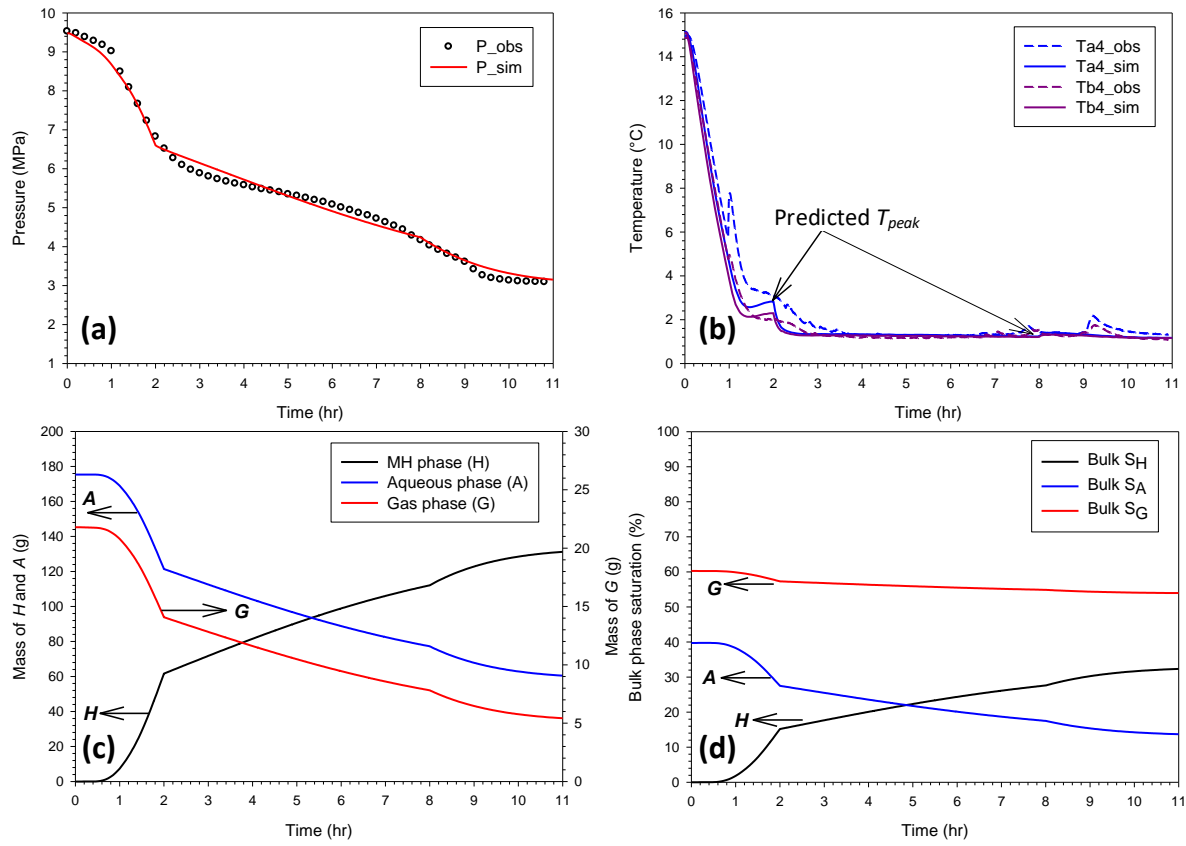 10
9
8
7
6
5
4
3
2
1
Pressure (MPa)
P_obs
P_sim
(a)
0 1 2 3 4 5 6 7 8 9 10 11
Time (hr)
16
14
12
10
8
6
4
2
0
Temperature (°C)
Ta4_obs
Ta4_sim
Tb4_obs
Tb4_sim
Predicted T_peak
(b)
0 1 2 3 4 5 6 7 8 9 10 11
Time (hr)
200
180
160
140
120
100
80
60
40
20
0
Mass of H and A (g)
MH phase (H)
Aqueous phase (A)
Gas phase (G)
A
G
H
(c)
30
25
20
15
10
5
0
Mass of G (g)
0 1 2 3 4 5 6 7 8 9 10 11
Time (hr)
100
90
80
70
60
50
40
30
20
10
0
Bulk phase saturation (%)
Bulk SH
Bulk SA
Bulk SG
G
A
H
(d)
0 1 2 3 4 5 6 7 8 9 10 11
Time (hr)